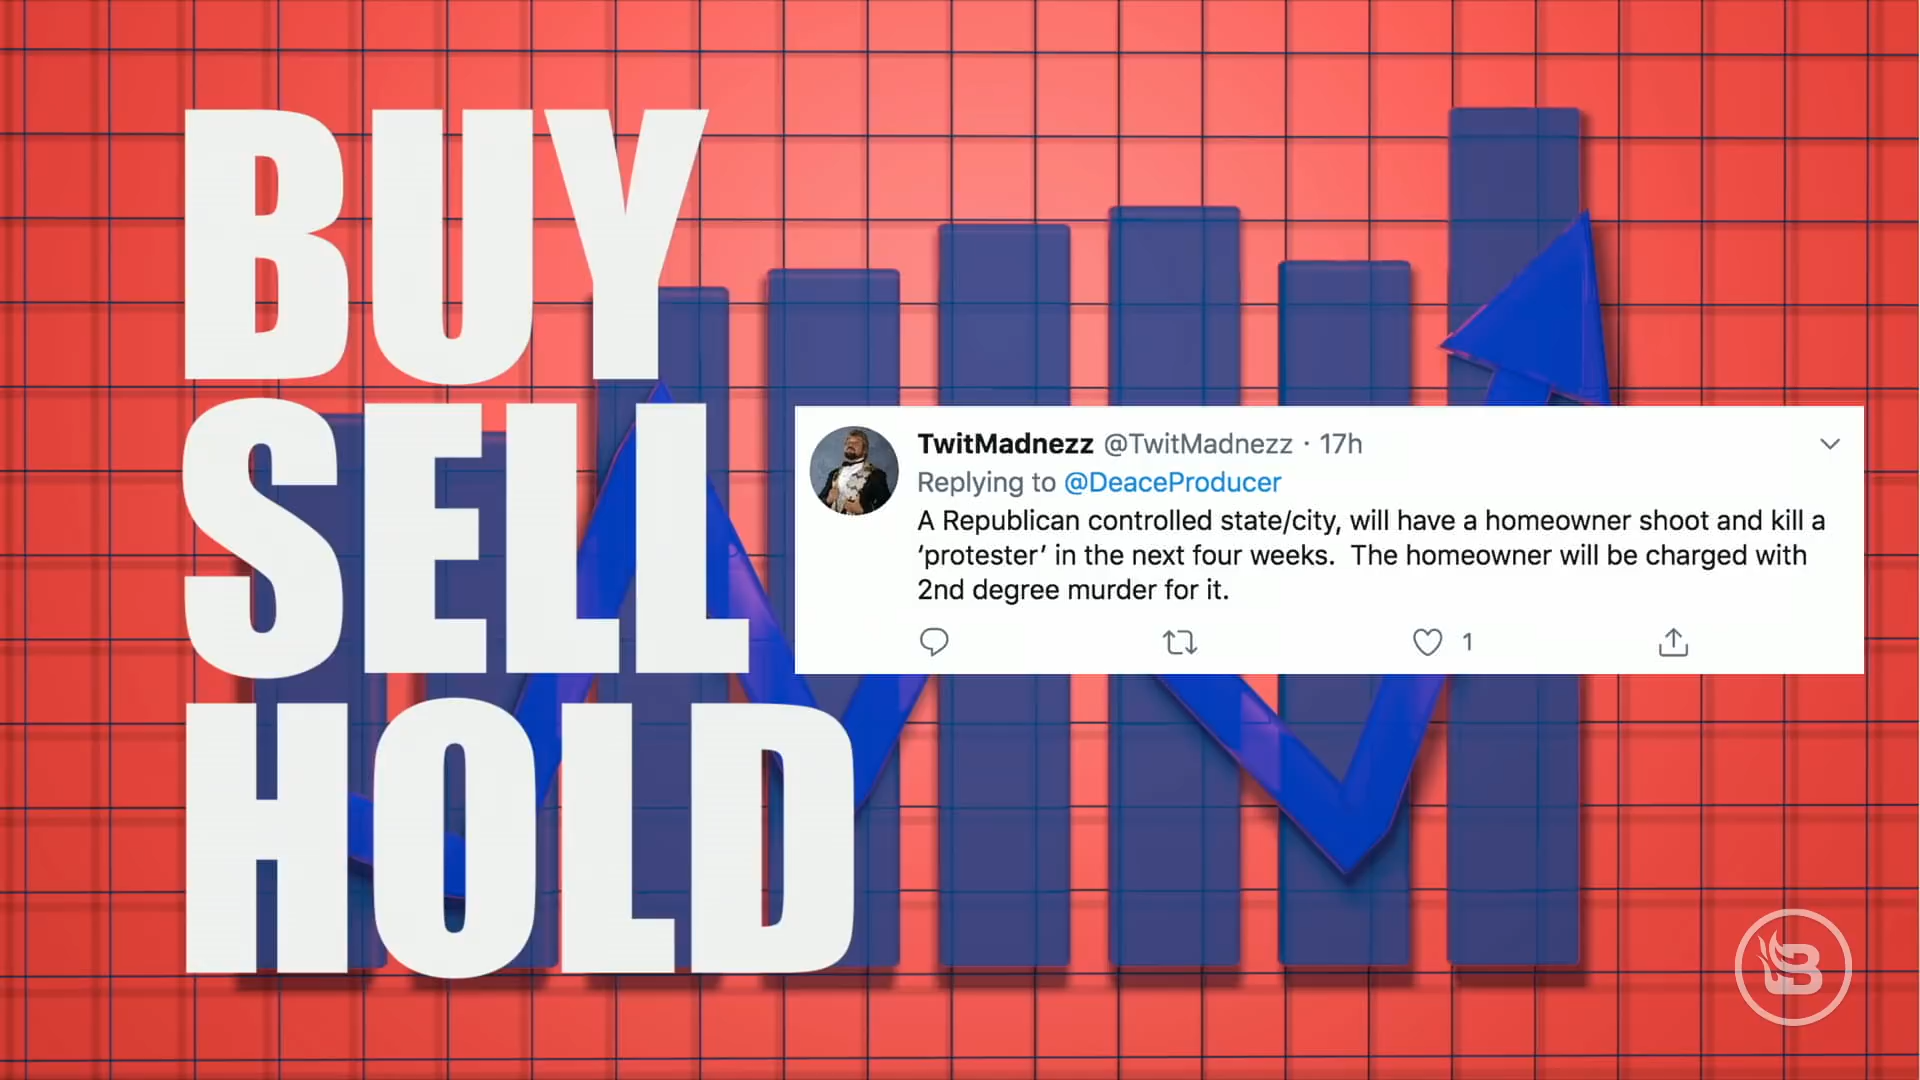 BUY
SELL
HOLD
TwitMadnezz @TwitMadnezz · 17h
Replying to @DeaceProducer
A Republican controlled state/city, will have a homeowner shoot and kill a
‘protester’ in the next four weeks.  The homeowner will be charged with
2nd degree murder for it.
1
B